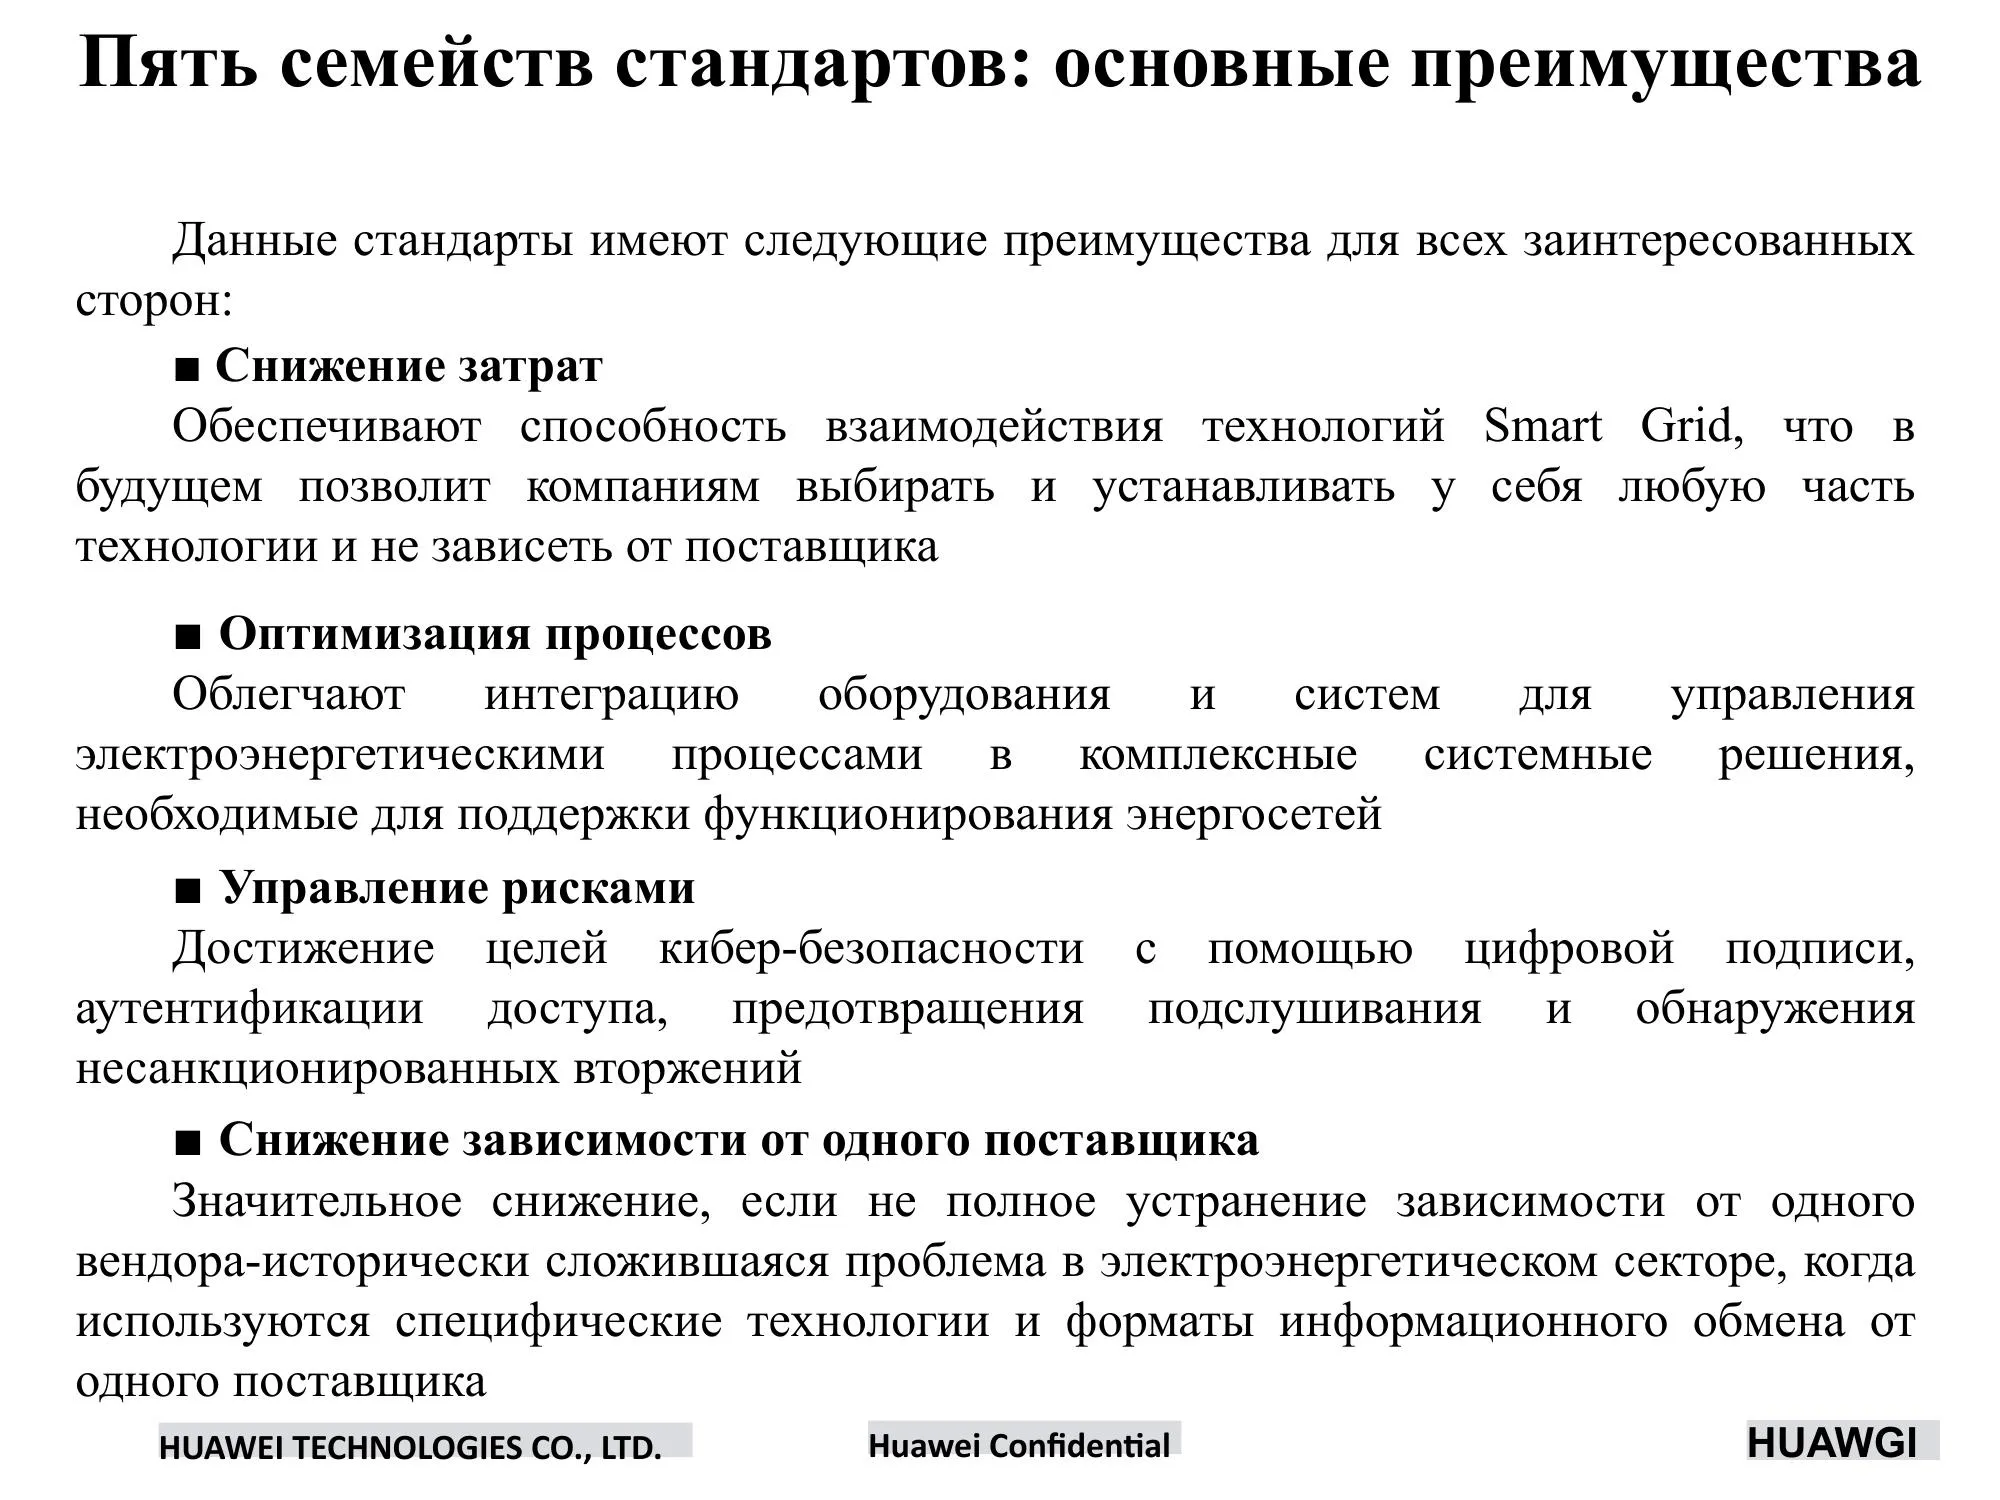 Пять семейств стандартов: основные преимущества
Данные стандарты имеют следующие преимущества для всех заинтересованных
сторон:
■ Снижение затрат
Обеспечивают способность взаимодействия технологий Smart Grid, что в
будущем позволит компаниям выбирать и устанавливать у себя любую часть
технологии и не зависеть от поставщика
■ Оптимизация процессов
Облегчают интеграцию оборудования и систем для управления
электроэнергетическими процессами в комплексные системные решения,
необходимые для поддержки функционирования энергосетей
■ Управление рисками
Достижение целей кибер-безопасности с помощью цифровой подписи,
аутентификации доступа, предотвращения подслушивания и обнаружения
несанкционированных вторжений
■ Снижение зависимости от одного поставщика
Значительное снижение, если не полное устранение зависимости от одного
вендора-исторически сложившаяся проблема в электроэнергетическом секторе, когда
используются специфические технологии и форматы информационного обмена от
одного поставщика
HUAWEI TECHNOLOGIES CO., LTD.
Huawei Confidential
HUAWGI